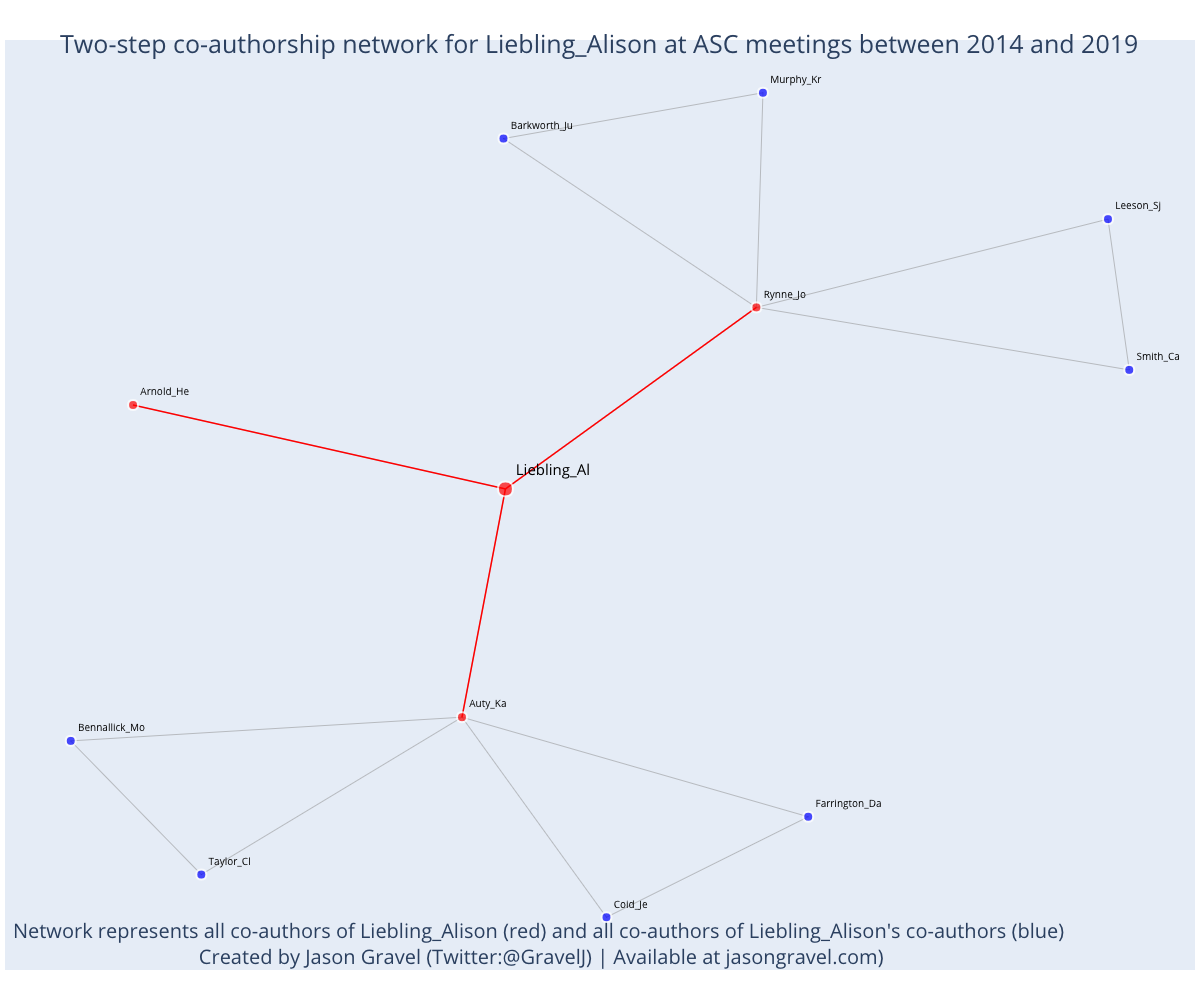 Two-step co-authorship network for Liebling_Alison at ASC meetings between 2014 and 2019
Murphy_Kr
Barkworth_Ju
Leeson_Sj
Rynne_Jo
Smith_Ca
Arnold_He
Liebling_Al
Auty_Ka
Bennallick_Mo
Farrington_Da
Taylor_Cl
Coid_Je
Network represents all co-authors of Liebling_Alison (red) and all co-authors of Liebling_Alison's co-authors (blue)
Created by Jason Gravel (Twitter:@GravelJ) | Available at jasongravel.com)